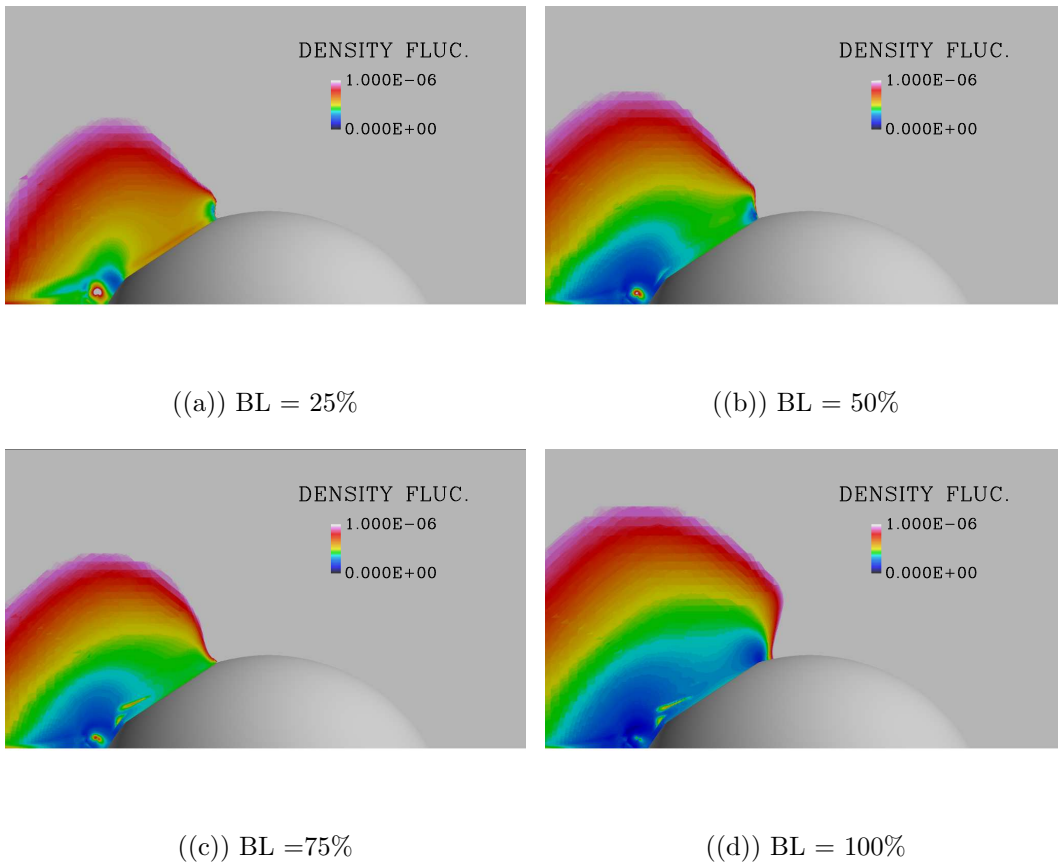 DENSITY FLUC.
1.000E-06
0.000E+00
DENSITY FLUC.
1.000E-06
0.000E+00
((a)) BL = 25%
((b)) BL = 50%
DENSITY FLUC.
1.000E-06
0.000E+00
DENSITY FLUC.
1.000E-06
0.000E+00
((c)) BL =75%
((d)) BL = 100%